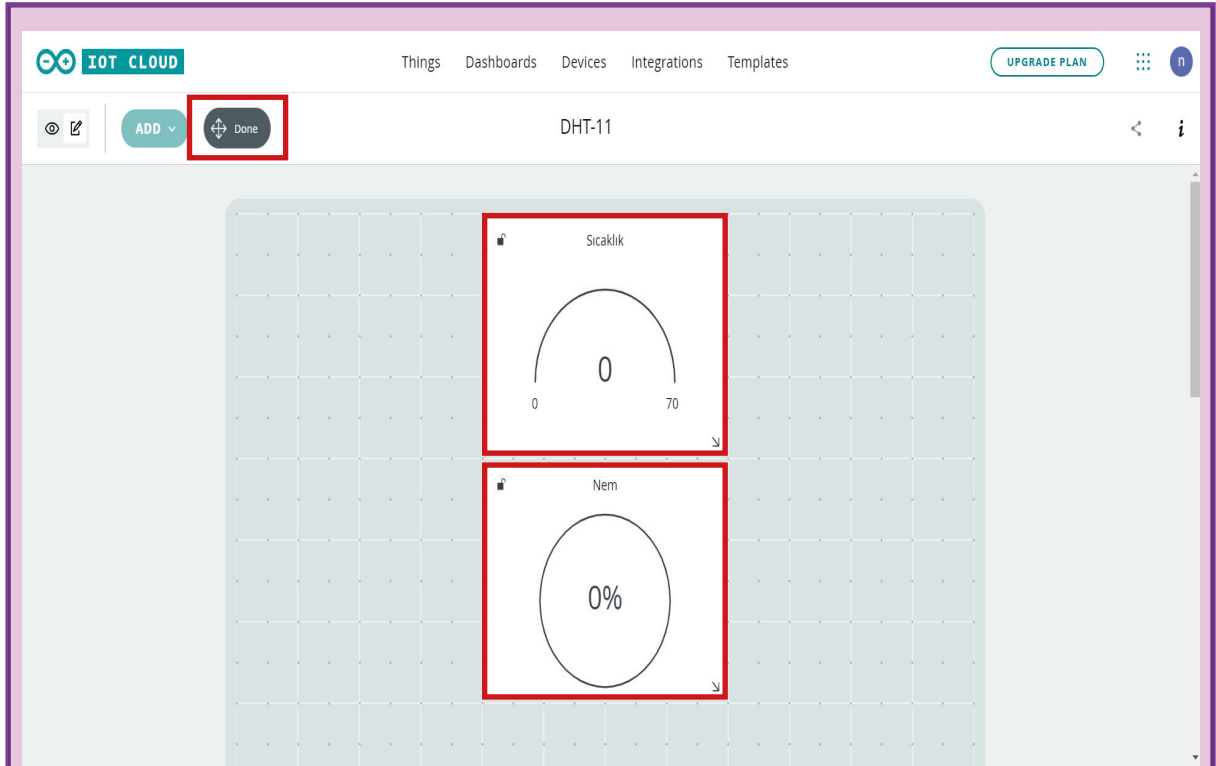 IOT CLOUD
Things Dashboards Devices Integrations Templates
UPGRADE PLAN
n
ADD
Done
DHT-11
i
Sıcaklık
0
0 70
Nem
0%